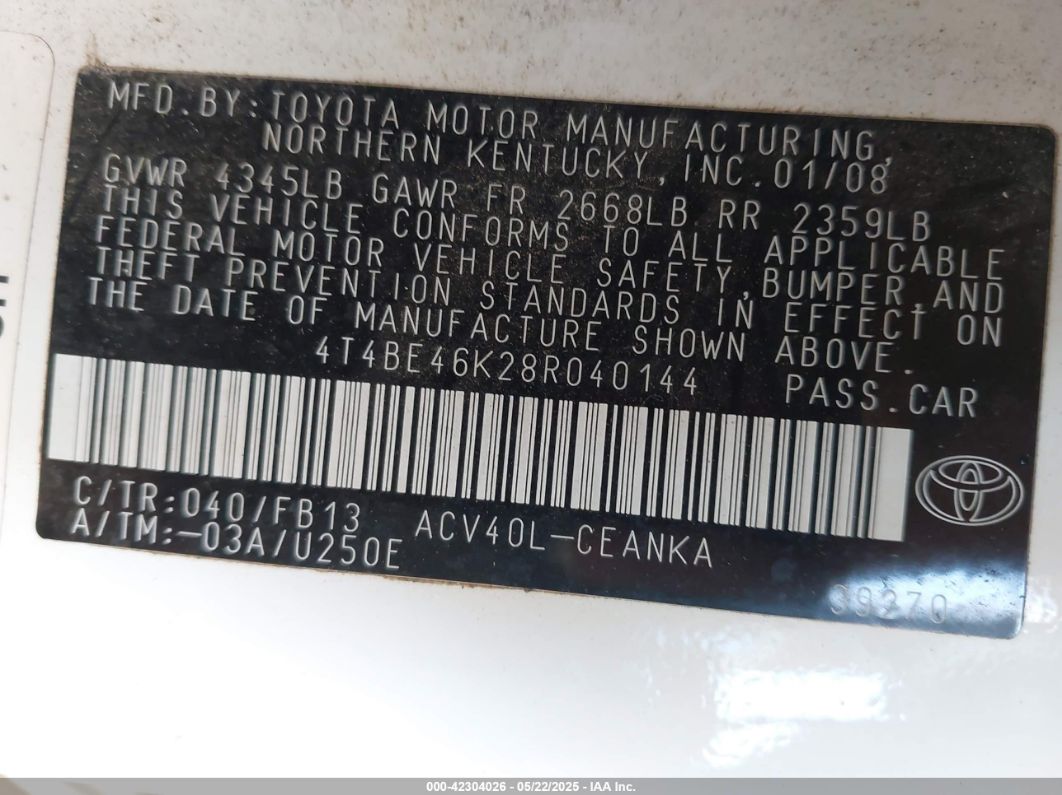 MFD.BY:TOYOTA MOTOR MANUFACTURING,
NORTHERN KENTUCKY,INC.01/08
GVWR 4345LB GAWR FR 2668LB RR 2359LB
THIS VEHICLE CONFORMS TO ALL APPLICABLE
FEDERAL MOTOR VEHICLE SAFETY,BUMPER,AND
THEFT PREVENTION STANDARDS IN EFFECT ON
THE DATE OF MANUFACTURE SHOWN ABOVE.
4T4BE46K28R040144 PASS.CAR
C/TR:040/FB13 ACV40L-CEANKA
A/TM:-03A/U250E
39270
000-42304026 - 05/22/2025 - IAA Inc.